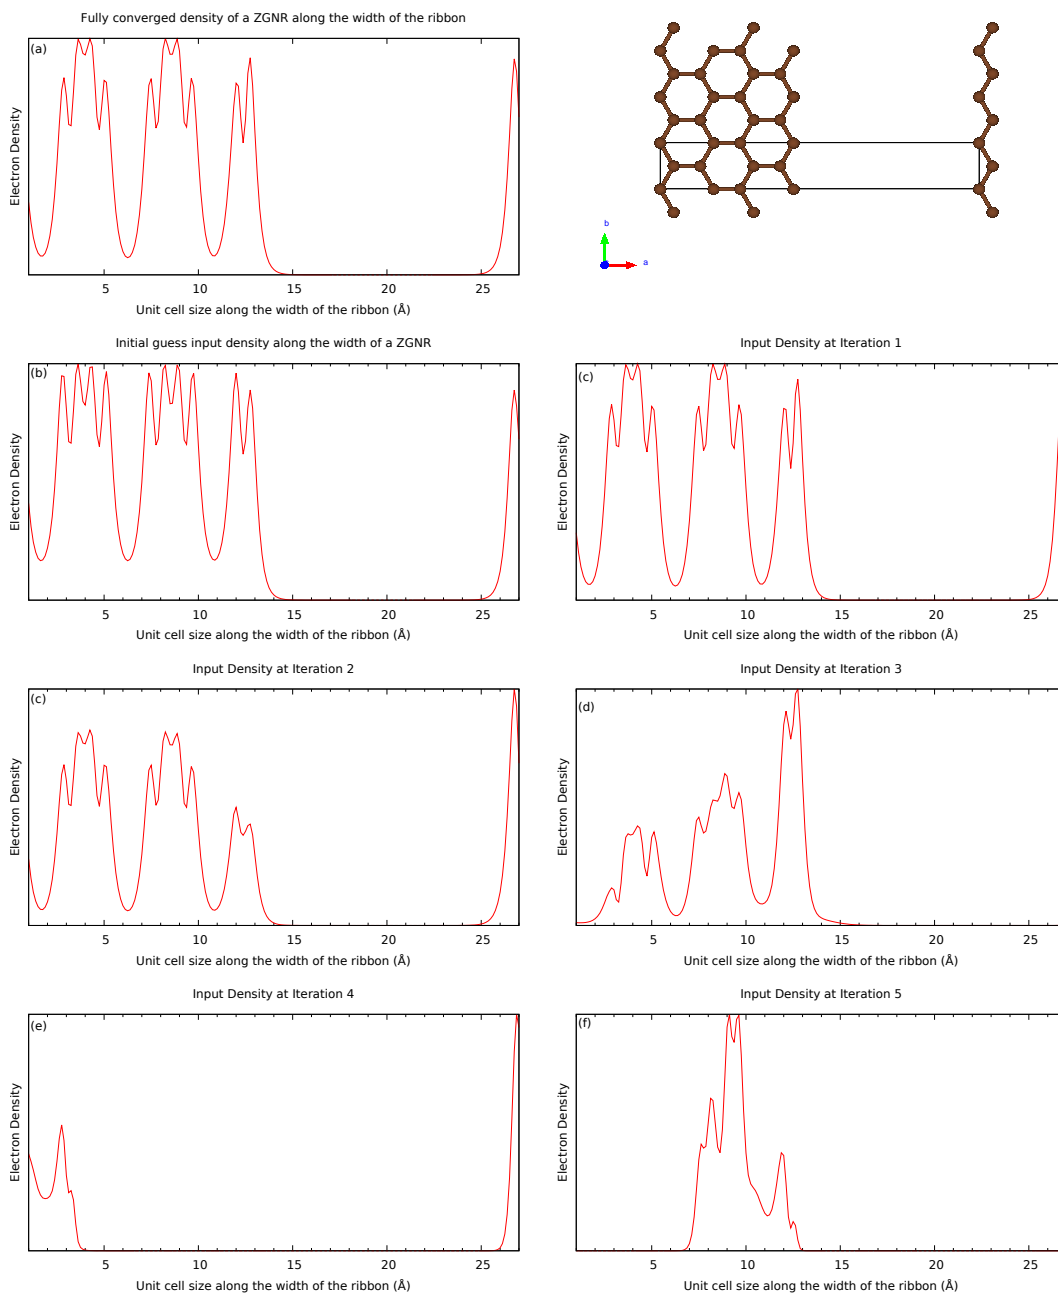 Fully converged density of a ZGNR along the width of the ribbon
(a)
Electron Density
5 10 15 20 25
Unit cell size along the width of the ribbon (Å)
b
a
Initial guess input density along the width of a ZGNR
(b)
Electron Density
5 10 15 20 25
Unit cell size along the width of the ribbon (Å)
Input Density at Iteration 1
(c)
Electron Density
5 10 15 20 25
Unit cell size along the width of the ribbon (Å)
Input Density at Iteration 2
(c)
Electron Density
5 10 15 20 25
Unit cell size along the width of the ribbon (Å)
Input Density at Iteration 3
(d)
Electron Density
5 10 15 20 25
Unit cell size along the width of the ribbon (Å)
Input Density at Iteration 4
(e)
Electron Density
5 10 15 20 25
Unit cell size along the width of the ribbon (Å)
Input Density at Iteration 5
(f)
Electron Density
5 10 15 20 25
Unit cell size along the width of the ribbon (Å)